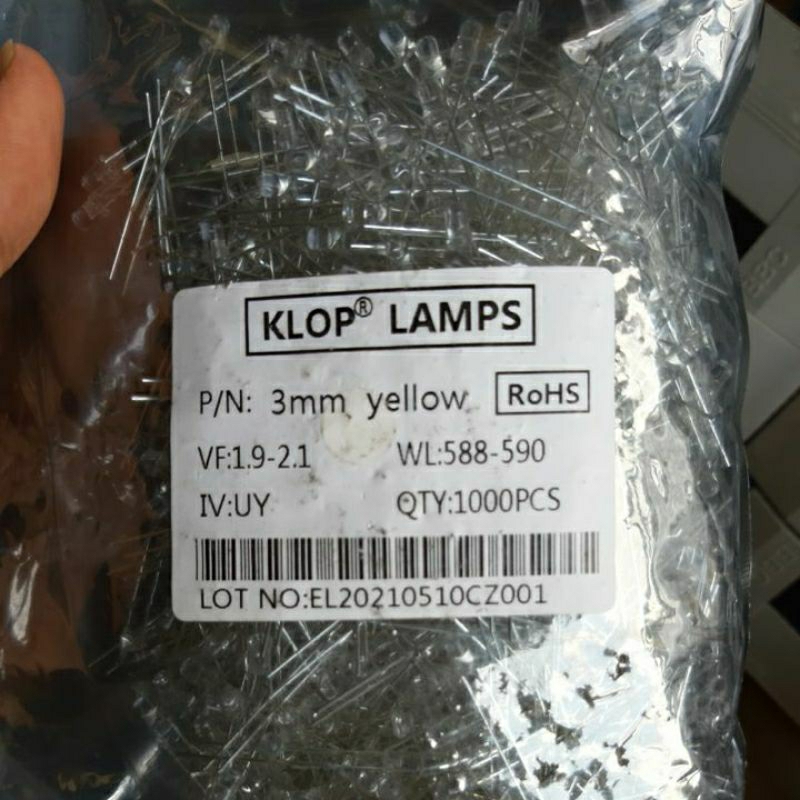 KLOP® LAMPS
P/N: 3mm yellow RoHS
VF:1.9-2.1 WL:588-590
IV:UY QTY:1000PCS
LOT NO:EL20210510CZ001